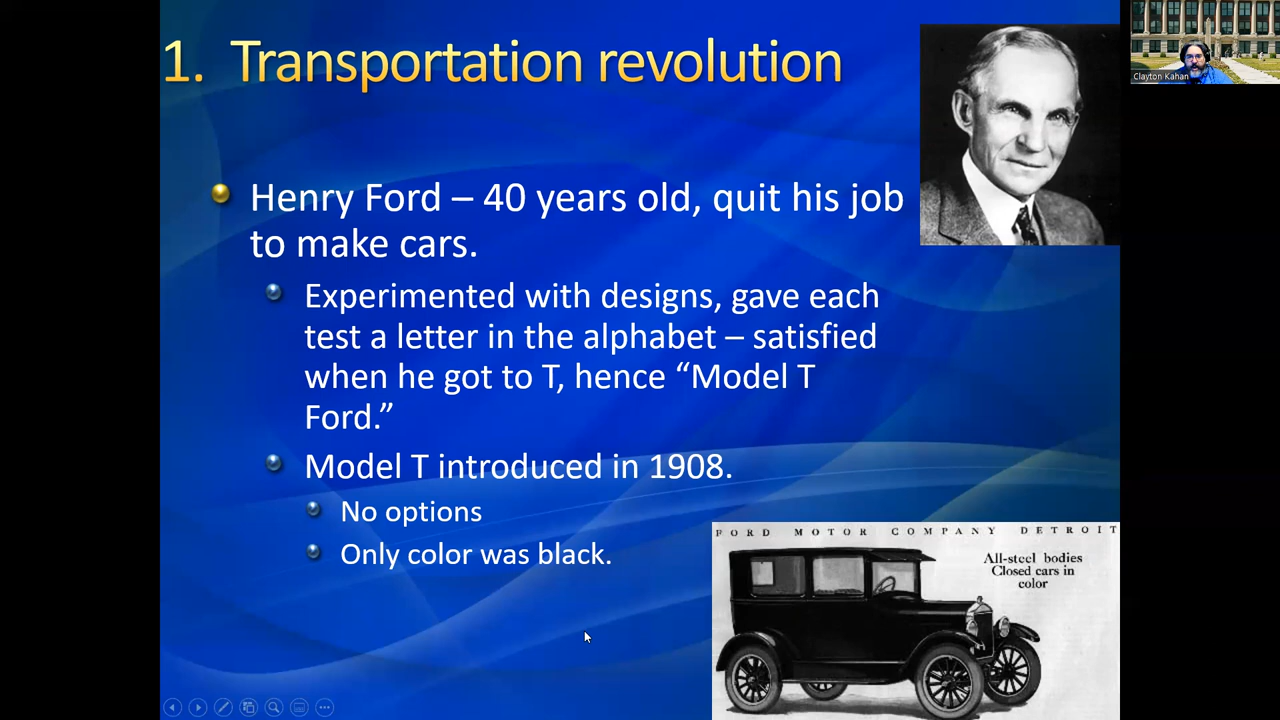 1. Transportation revolution
Clayton Kahan
Henry Ford – 40 years old, quit his job
to make cars.
Experimented with designs, gave each
test a letter in the alphabet – satisfied
when he got to T, hence “Model T
Ford.”
Model T introduced in 1908.
No options
Only color was black.
FORD MOTOR COMPANY DETROIT
All-steel bodies
Closed cars in
color